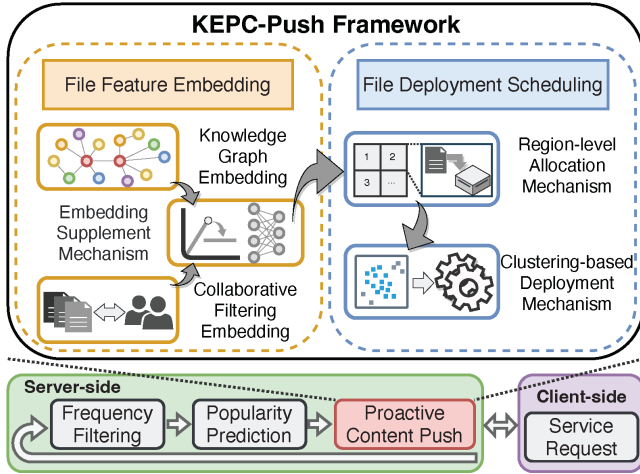 KEPC-Push Framework
File Feature Embedding
Knowledge
Graph
Embedding
Embedding
Supplement
Mechanism
Collaborative
Filtering
Embedding
File Deployment Scheduling
1 2
3 ...
Region-level
Allocation
Mechanism
Clustering-based
Deployment
Mechanism
Server-side
Frequency
Filtering
Popularity
Prediction
Proactive
Content Push
Client-side
Service
Request